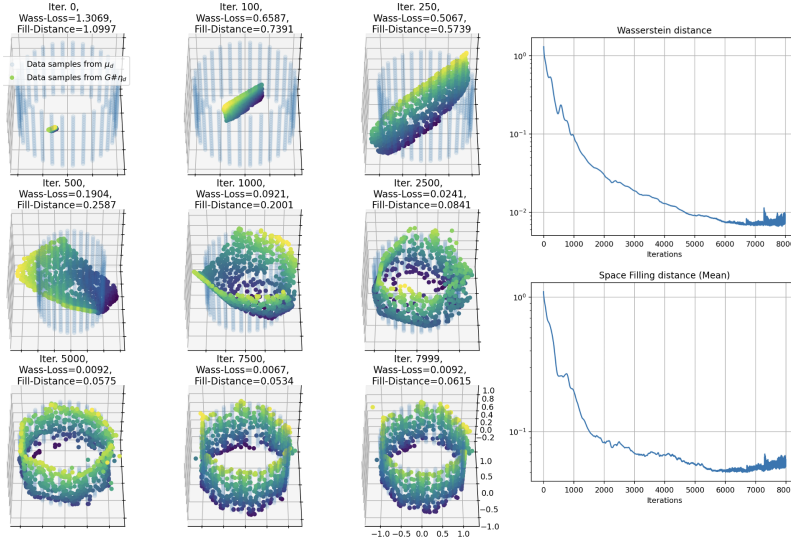 Iter. 0,
Wass-Loss=1.3069,
Fill-Distance=1.0997
Data samples from μ_d
Data samples from G#η_d
Iter. 100,
Wass-Loss=0.6587,
Fill-Distance=0.7391
Iter. 250,
Wass-Loss=0.5067,
Fill-Distance=0.5739
Iter. 500,
Wass-Loss=0.1904,
Fill-Distance=0.2587
Iter. 1000,
Wass-Loss=0.0921,
Fill-Distance=0.2001
Iter. 2500,
Wass-Loss=0.0241,
Fill-Distance=0.0841
Iter. 5000,
Wass-Loss=0.0092,
Fill-Distance=0.0575
Iter. 7500,
Wass-Loss=0.0067,
Fill-Distance=0.0534
Iter. 7999,
Wass-Loss=0.0092,
Fill-Distance=0.0615
1.0
0.8
0.6
0.4
0.2
0.0
−0.2
1.0
0.5
0.0
−0.5
−1.0
−1.0 −0.5 0.0 0.5 1.0
Wasserstein distance
10⁰
10⁻¹
10⁻²
0 1000 2000 3000 4000 5000 6000 7000 8000
Iterations
Space Filling distance (Mean)
10⁰
10⁻¹
0 1000 2000 3000 4000 5000 6000 7000 8000
Iterations